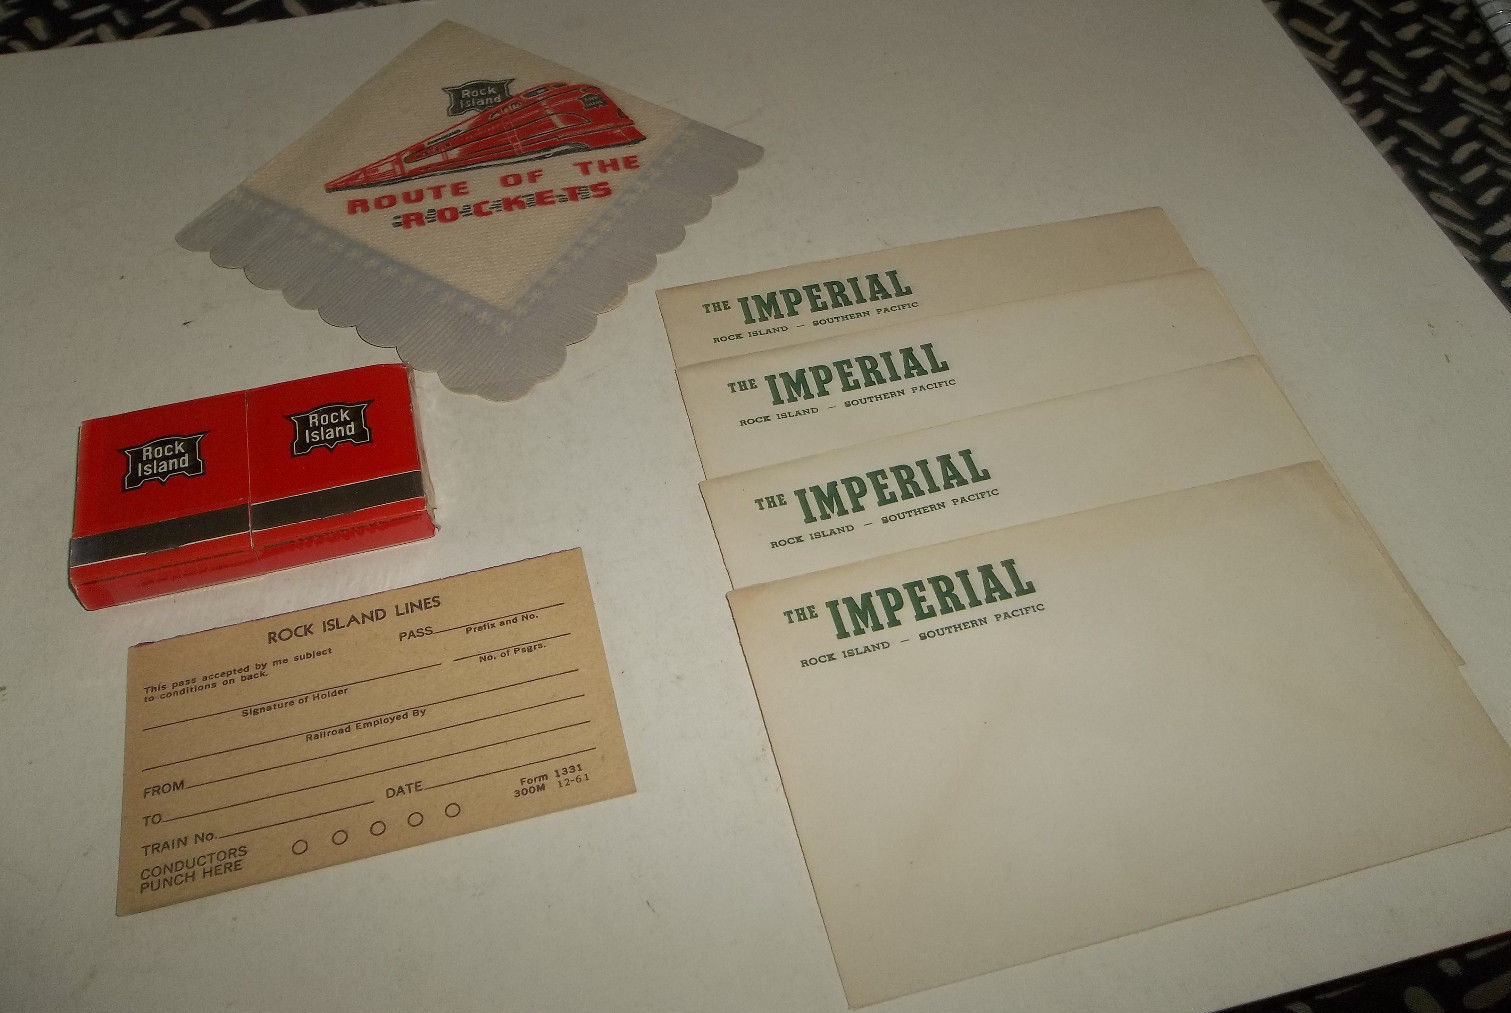 Rock
Island
Rock
ROUTE OF THE
ROCKETS
THE IMPERIAL
ROCK ISLAND — SOUTHERN PACIFIC
THE IMPERIAL
ROCK ISLAND — SOUTHERN PACIFIC
THE IMPERIAL
ROCK ISLAND — SOUTHERN PACIFIC
THE IMPERIAL
ROCK ISLAND — SOUTHERN PACIFIC
Rock
Island
Rock
Island
ROCK ISLAND LINES
PASS
Prefix and No.
This pass accepted by me subject
to conditions on back.
No. of Psgrs.
Signature of Holder
Railroad Employed By
FROM
TO
TRAIN No. DATE
Form 1331
300M 12-61
CONDUCTORS
PUNCH HERE